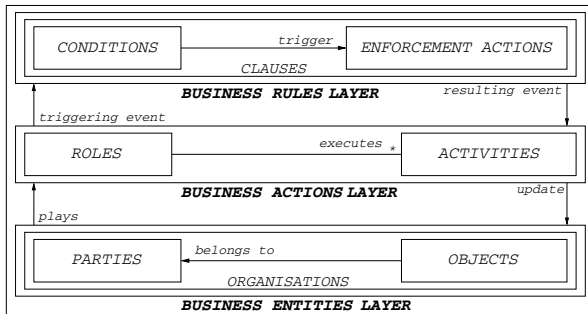 CONDITIONS
trigger
ENFORCEMENT ACTIONS
CLAUSES
BUSINESS RULES LAYER
resulting event
triggering event
ROLES
executes *
ACTIVITIES
BUSINESS ACTIONS LAYER
update
plays
PARTIES
belongs to
OBJECTS
ORGANISATIONS
BUSINESS ENTITIES LAYER